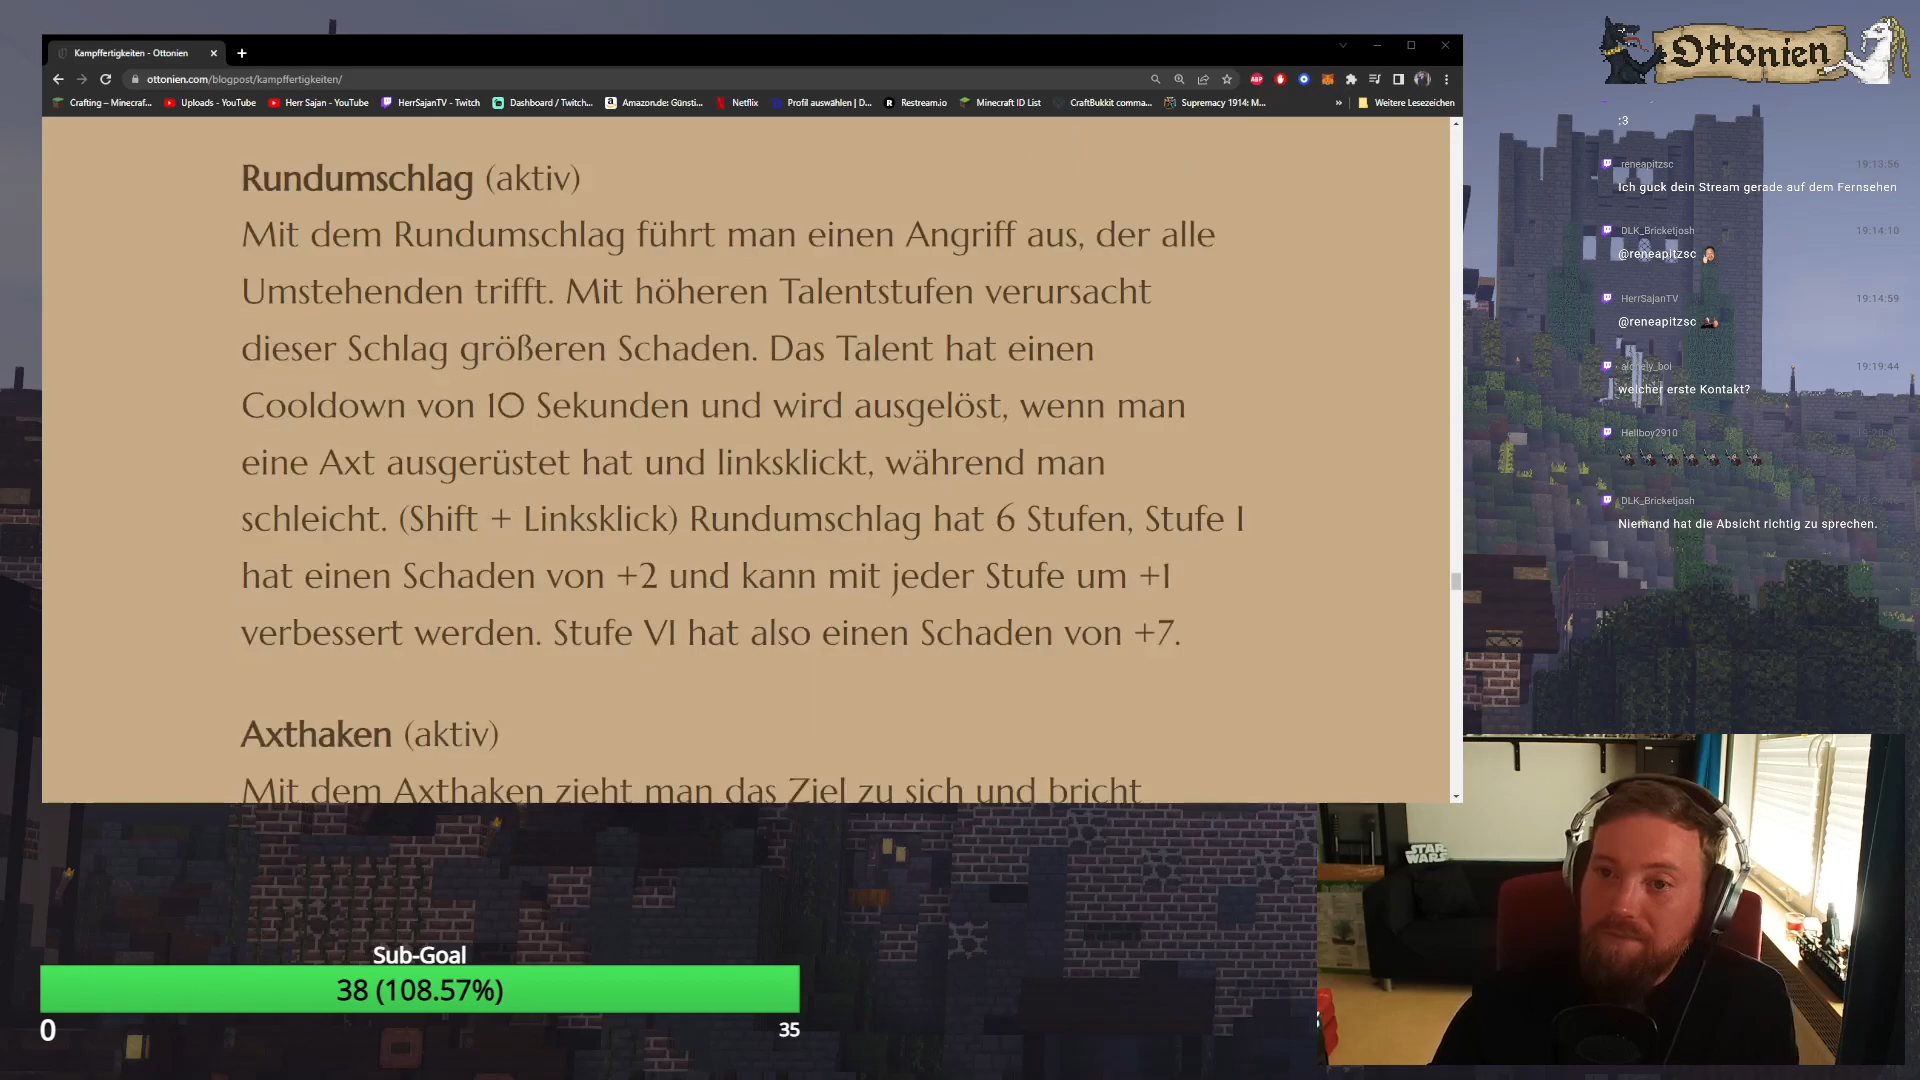 Kampffertigkeiten - Ottonien
ottonien.com/blogpost/kampffertigkeiten/
Crafting – Minecraf...
Uploads - YouTube
Herr Sajan - YouTube
HerrSajanTV - Twitch
Dashboard / Twitch...
Amazon.de: Günsti...
Netflix
Profil auswählen | D...
Restream.io
Minecraft ID List
CraftBukkit comma...
Supremacy 1914: M...
»
Weitere Lesezeichen
Rundumschlag (aktiv)
Mit dem Rundumschlag führt man einen Angriff aus, der alle
Umstehenden trifft. Mit höheren Talentstufen verursacht
dieser Schlag größeren Schaden. Das Talent hat einen
Cooldown von 10 Sekunden und wird ausgelöst, wenn man
eine Axt ausgerüstet hat und linksklickt, während man
schleicht. (Shift + Linksklick) Rundumschlag hat 6 Stufen, Stufe I
hat einen Schaden von +2 und kann mit jeder Stufe um +1
verbessert werden. Stufe VI hat also einen Schaden von +7.
Axthaken (aktiv)
Mit dem Axthaken zieht man das Ziel zu sich und bricht
Ottonien
:3
reneapitzsc 19:13:56
Ich guck dein Stream gerade auf dem Fernsehen
DLK_Bricketjosh 19:14:10
@reneapitzsc
HerrSajanTV 19:14:59
@reneapitzsc
19:19:44
welcher erste Kontakt?
Hellboy2910
DLK_Bricketjosh
Niemand hat die Absicht richtig zu sprechen.
STAR WARS
Sub-Goal
38 (108.57%)
0
35